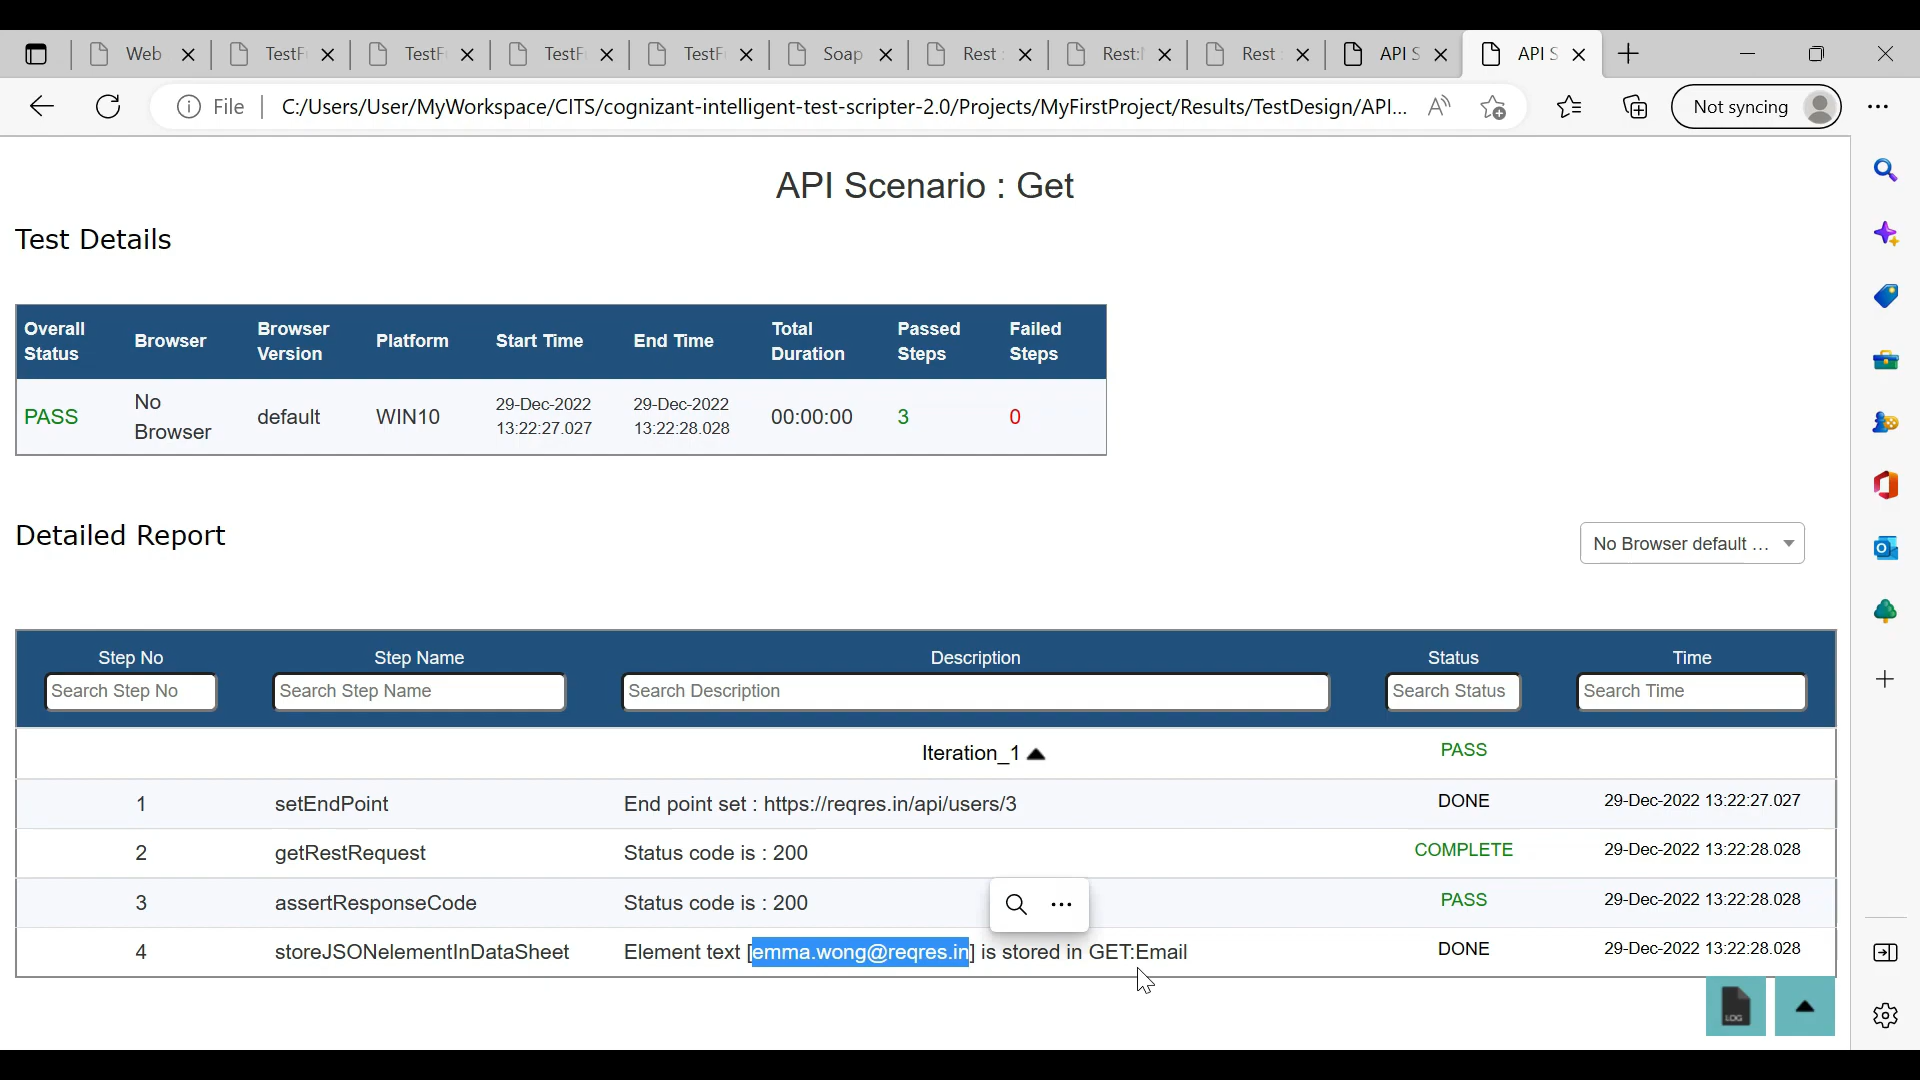 Web
TestF
TestF
TestF
TestF
Soap
Rest
Rest:
Rest
API S
API S
File
C:/Users/User/MyWorkspace/CITS/cognizant-intelligent-test-scripter-2.0/Projects/MyFirstProject/Results/TestDesign/API...
Not syncing
API Scenario : Get
Test Details
Overall Status Browser Browser Version Platform Start Time End Time Total Duration Passed Steps Failed Steps
PASS No Browser default WIN10 29-Dec-2022 13:22:27.027 29-Dec-2022 13:22:28.028 00:00:00 3 0
Detailed Report
No Browser default ...
Step No Step Name Description Status Time
Search Step No Search Step Name Search Description Search Status Search Time
Iteration_1 PASS
1 setEndPoint End point set : https://reqres.in/api/users/3 DONE 29-Dec-2022 13:22:27.027
2 getRestRequest Status code is : 200 COMPLETE 29-Dec-2022 13:22:28.028
3 assertResponseCode Status code is : 200 PASS 29-Dec-2022 13:22:28.028
4 storeJSONelementInDataSheet Element text [emma.wong@reqres.in] is stored in GET:Email DONE 29-Dec-2022 13:22:28.028
LOG